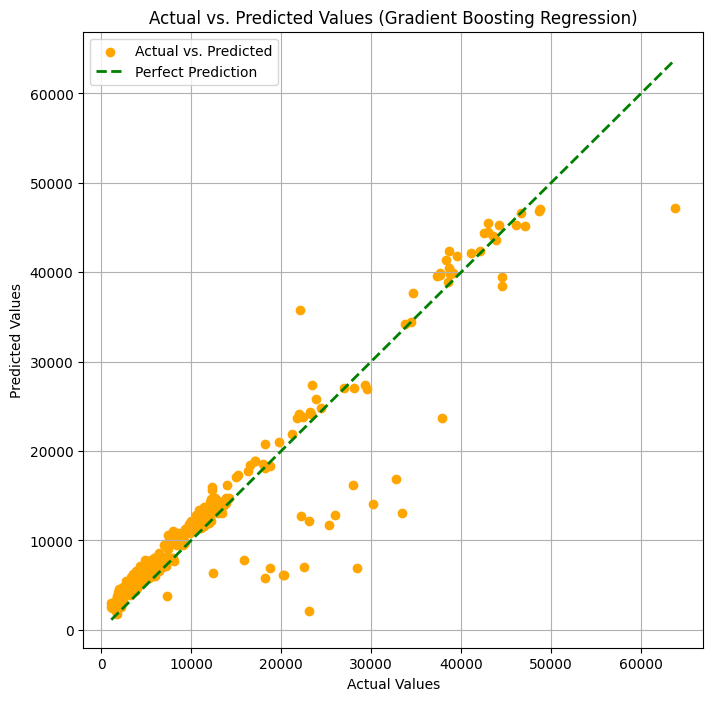 Actual vs. Predicted Values (Gradient Boosting Regression)
Actual vs. Predicted
Perfect Prediction
60000
50000
40000
30000
20000
10000
0
Predicted Values
0 10000 20000 30000 40000 50000 60000
Actual Values